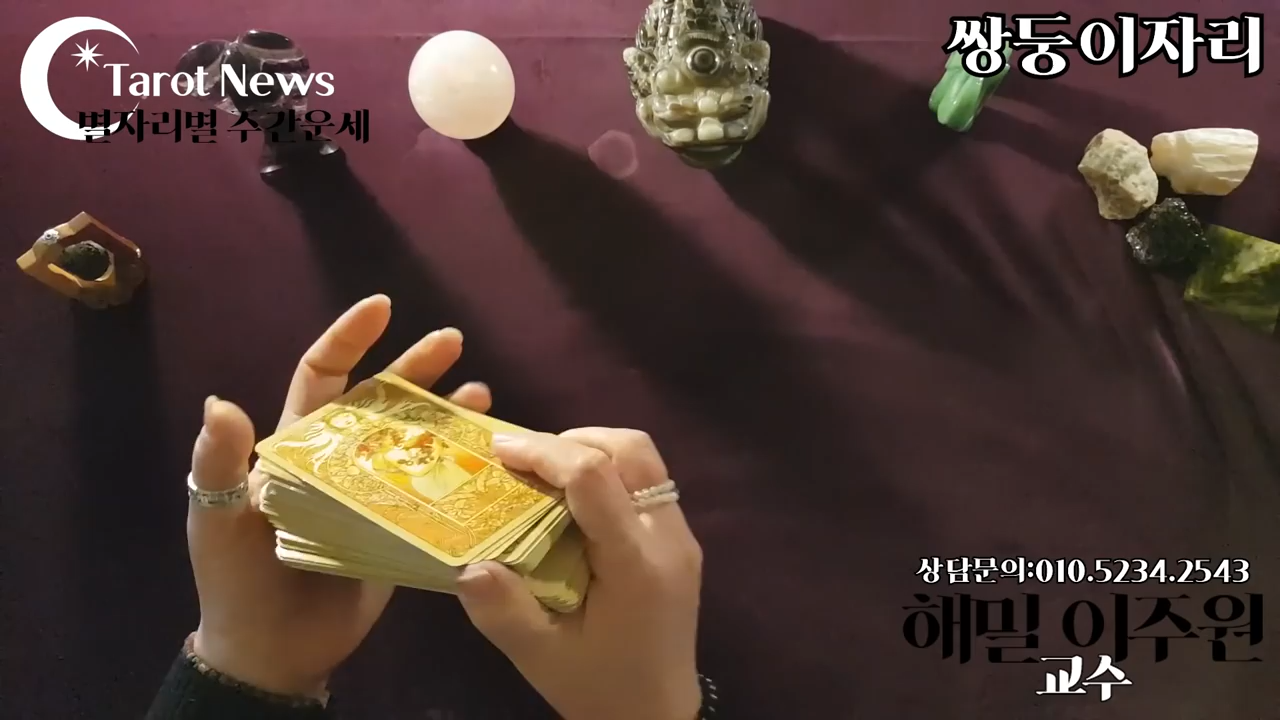 Tarot News
별자리별 주간운세
쌍둥이자리
상담문의:010.5234.2543
해밀 이주원
교수